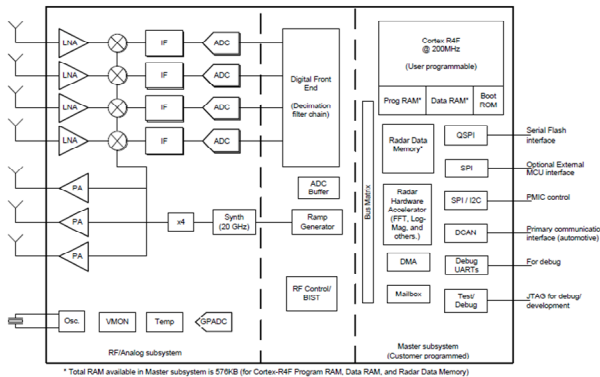 LNA
IF
ADC
LNA
IF
ADC
LNA
IF
ADC
LNA
IF
ADC
Digital Front
End
(Decimation
filter chain)
PA
PA
PA
x4
Synth
(20 GHz)
ADC
Buffer
Ramp
Generator
RF Control/
BIST
Osc.
VMON
Temp
GPADC
RF/Analog subsystem
Cortex R4F
@ 200MHz
(User programmable)
Prog RAM*
Data RAM*
Boot
ROM
Bus Matrix
Radar Data
Memory*
Radar
Hardware
Accelerator
(FFT, Log-
Mag, and
others.)
DMA
Mailbox
QSPI
Serial Flash
interface
SPI
Optional External
MCU interface
SPI / I2C
PMIC control
DCAN
Primary communicatic
interface (automotive)
Debug
UARTs
For debug
Test/
Debug
JTAG for debug/
development
Master subsystem
(Customer programmed)
* Total RAM available in Master subsystem is 576KB (for Cortex-R4F Program RAM, Data RAM, and Radar Data Memory)